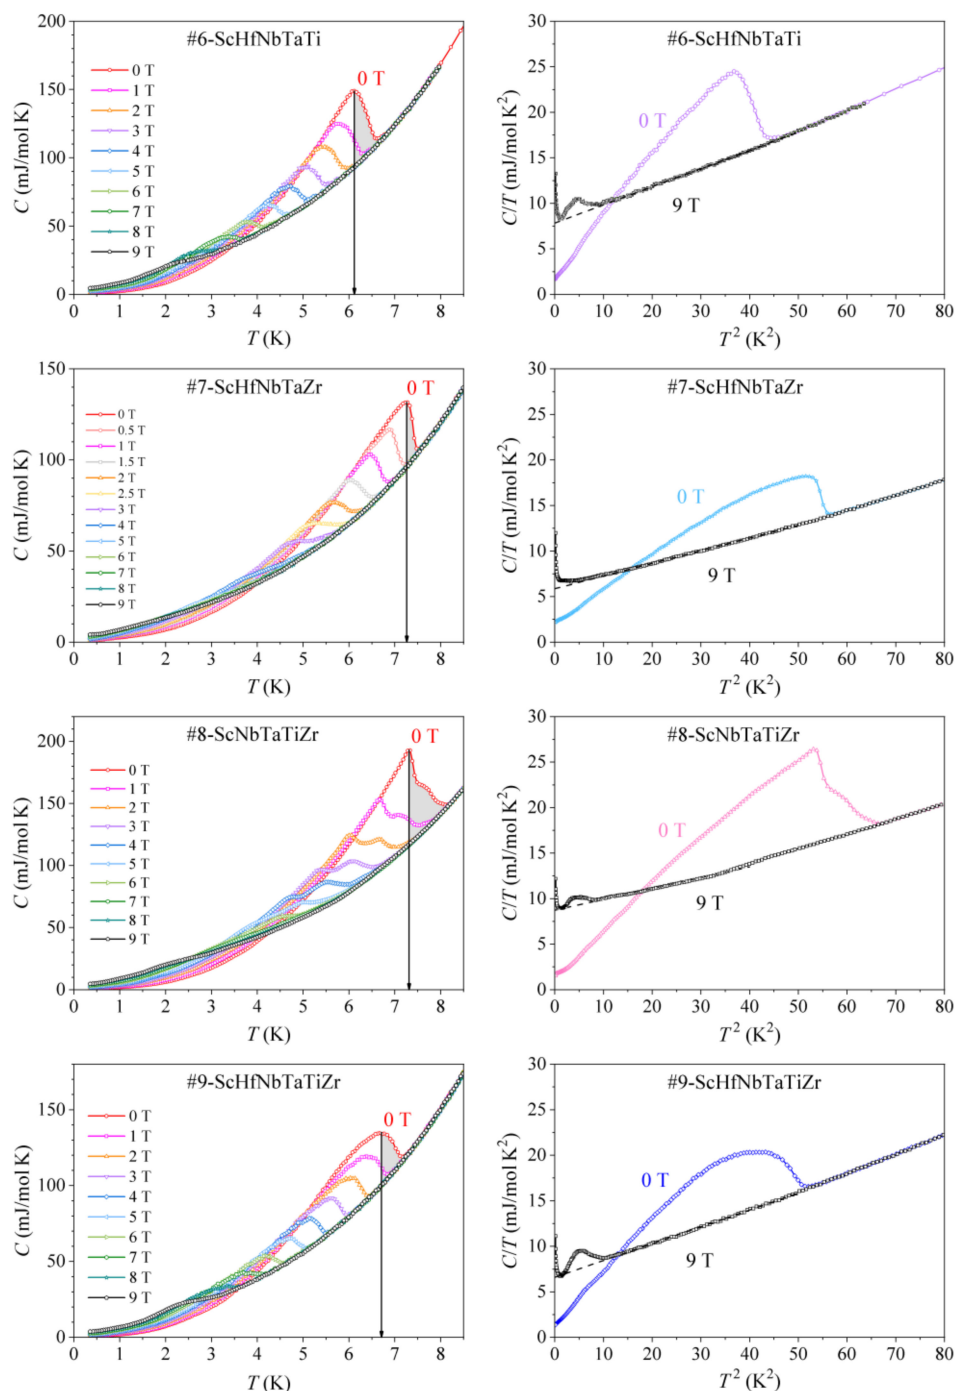 #6-ScHfNbTaTi
0 T
0 T
1 T
2 T
3 T
4 T
5 T
6 T
7 T
8 T
9 T
200
150
100
50
0
C (mJ/mol K)
0 1 2 3 4 5 6 7 8
T (K)
#6-ScHfNbTaTi
0 T
9 T
30
25
20
15
10
5
0
C/T (mJ/mol K²)
0 10 20 30 40 50 60 70 80
T ² (K²)
#7-ScHfNbTaZr
0 T
0 T
0.5 T
1 T
1.5 T
2 T
2.5 T
3 T
4 T
5 T
6 T
7 T
8 T
9 T
150
100
50
0
C (mJ/mol K)
0 1 2 3 4 5 6 7 8
T (K)
#7-ScHfNbTaZr
0 T
9 T
30
25
20
15
10
5
0
C/T (mJ/mol K²)
0 10 20 30 40 50 60 70 80
T ² (K²)
#8-ScNbTaTiZr
0 T
0 T
1 T
2 T
3 T
4 T
5 T
6 T
7 T
8 T
9 T
200
150
100
50
0
C (mJ/mol K)
0 1 2 3 4 5 6 7 8
T (K)
#8-ScNbTaTiZr
0 T
9 T
30
25
20
15
10
5
0
C/T (mJ/mol K²)
0 10 20 30 40 50 60 70 80
T ² (K²)
#9-ScHfNbTaTiZr
0 T
0 T
1 T
2 T
3 T
4 T
5 T
6 T
7 T
8 T
9 T
150
100
50
0
C (mJ/mol K)
0 1 2 3 4 5 6 7 8
T (K)
#9-ScHfNbTaTiZr
0 T
9 T
30
25
20
15
10
5
0
C/T (mJ/mol K²)
0 10 20 30 40 50 60 70 80
T ² (K²)